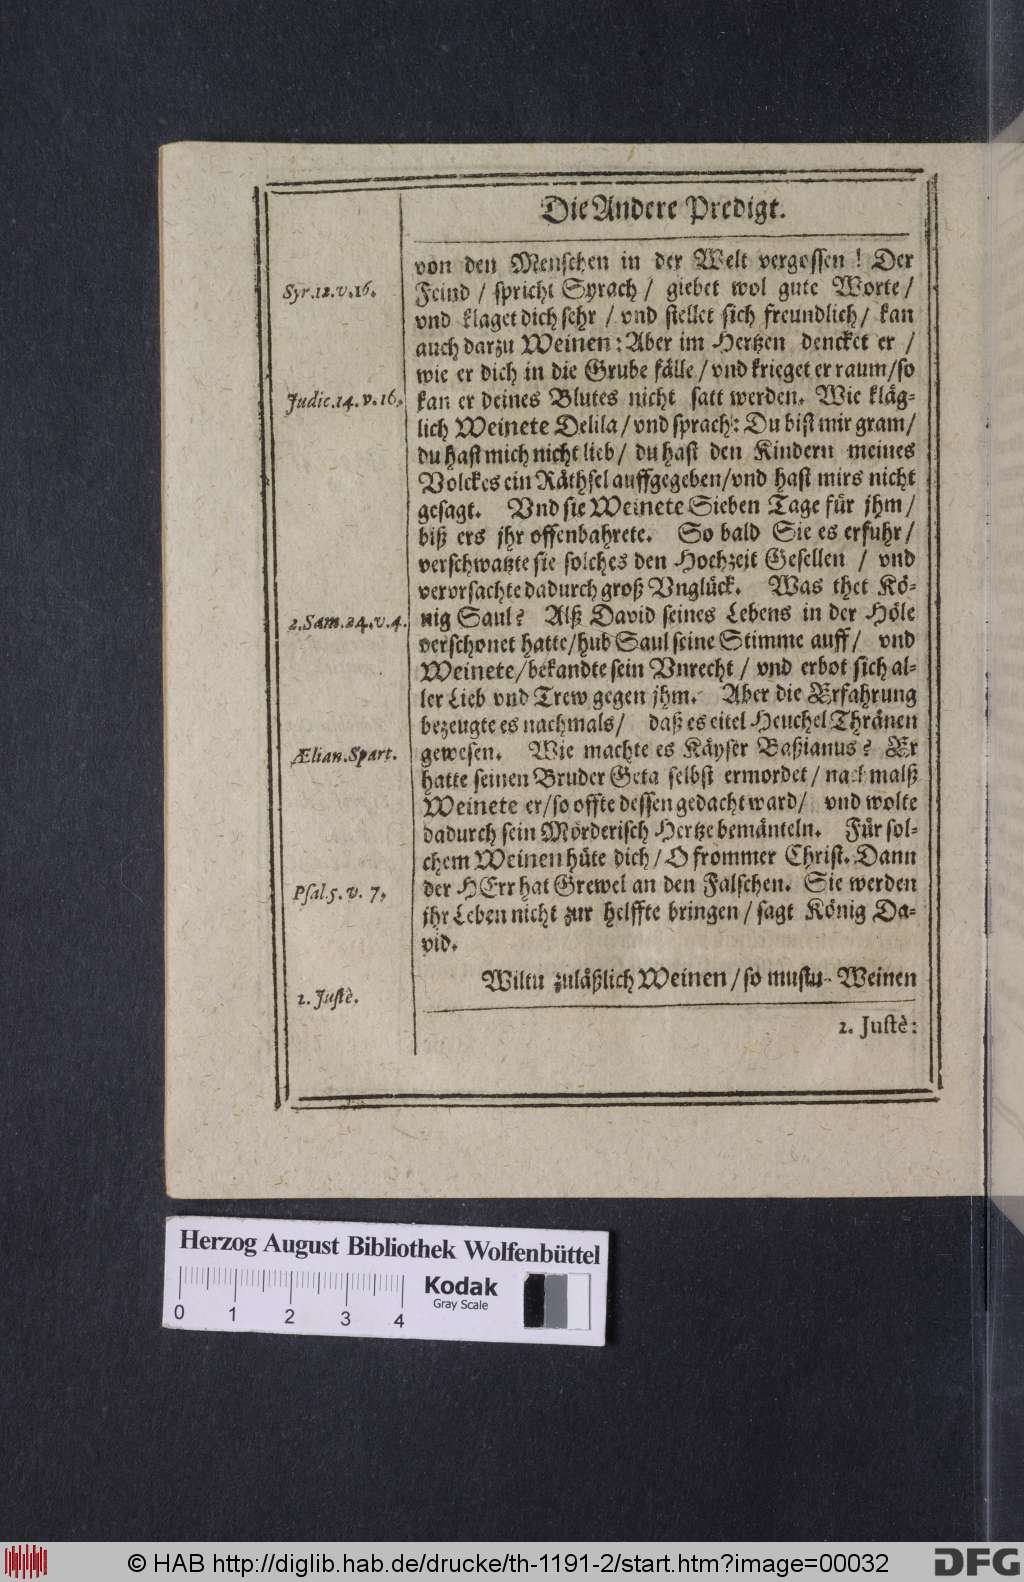 Die Andere Predigt.
von den Menschen in der Welt vergossen! Der
Syr.12.v.16.
Feind / spricht Syrach / giebet wol gute Worte /
vnd klaget dich sehr / vnd stellet sich freundlich / kan
auch darzu Weinen: Aber im Hertzen dencket er /
wie er dich in die Grube fälle / vnd krieget er raum / so
Judic.14.v.16.
kan er deines Blutes nicht satt werden. Wie kläg-
lich Weinete Delila / vnd sprach: Du bist mir gram /
du hast mich nicht lieb / du hast den Kindern meines
Volckes ein Räthsel auffgegeben / vnd hast mirs nicht
gesagt. Vnd sie Weinete Sieben Tage für jhm /
biß ers jhr offenbahrete. So bald Sie es erfuhr /
verschwatzte sie solches den Hochzeit Gesellen / vnd
vervrsachte dadurch groß Vnglück. Was thet Kö-
2.Sam.24.v.4.
nig Saul? Alß David seines Lebens in der Höle
verschonet hatte / hub Saul seine Stimme auff / vnd
Weinete / bekandte sein Vnrecht / vnd erbot sich al-
ler Lieb vnd Trew gegen jhm. Aber die Erfahrung
bezeugte es nachmals / daß es eitel Heuchel Thränen
Ælian.Spart.
gewesen. Wie machte es Käyser Baßianus? Er
hatte seinen Bruder Geta selbst ermordet / nachmalß
Weinete er / so offte dessen gedacht ward / vnd wolte
dadurch sein Mörderisch Hertze bemänteln. Für sol-
chem Weinen hüte dich / O frommer Christ. Dann
Psal.5.v.7,
der HErr hat Grewel an den Falschen. Sie werden
jhr Leben nicht zur helffte bringen / sagt König Da-
vid.
Wiltu zuläßlich Weinen / so mustu Weinen
1. Justè.
1. Justè:
Herzog August Bibliothek Wolfenbüttel
Kodak
Gray Scale
0 1 2 3 4
© HAB http://diglib.hab.de/drucke/th-1191-2/start.htm?image=00032
DFG